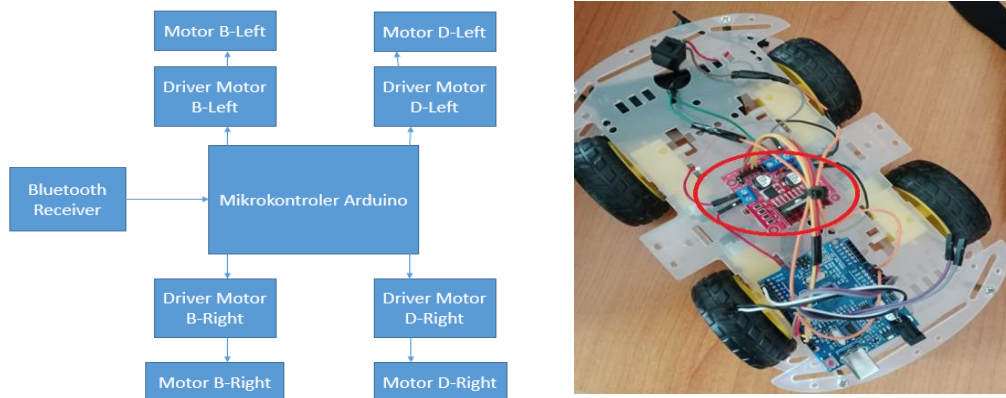 Motor B-Left
Motor D-Left
Driver Motor
B-Left
Driver Motor
D-Left
Bluetooth
Receiver
Mikrokontroler Arduino
Driver Motor
B-Right
Driver Motor
D-Right
Motor B-Right
Motor D-Right